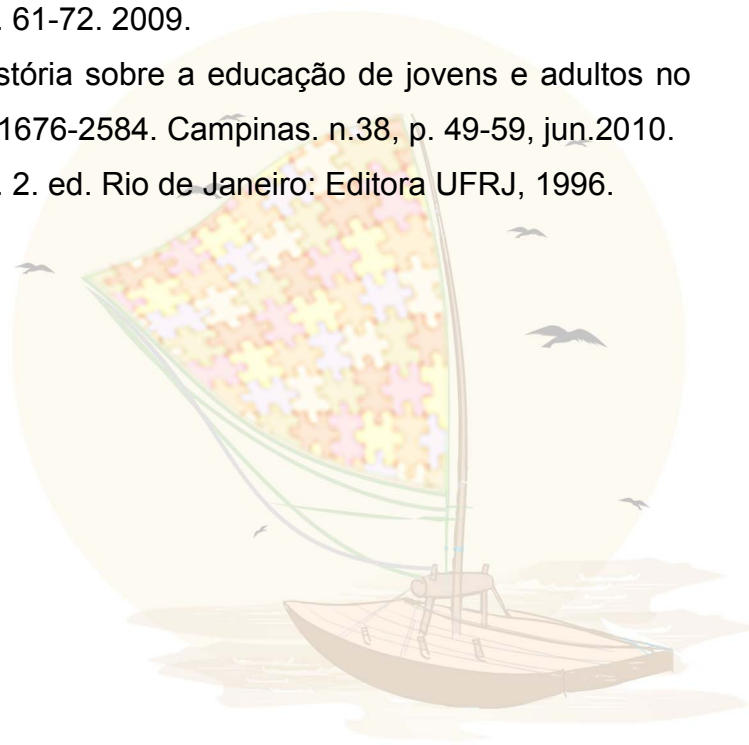 . 61-72. 2009.
stória sobre a educação de jovens e adultos no
1676-2584. Campinas. n.38, p. 49-59, jun.2010.
. 2. ed. Rio de Janeiro: Editora UFRJ, 1996.